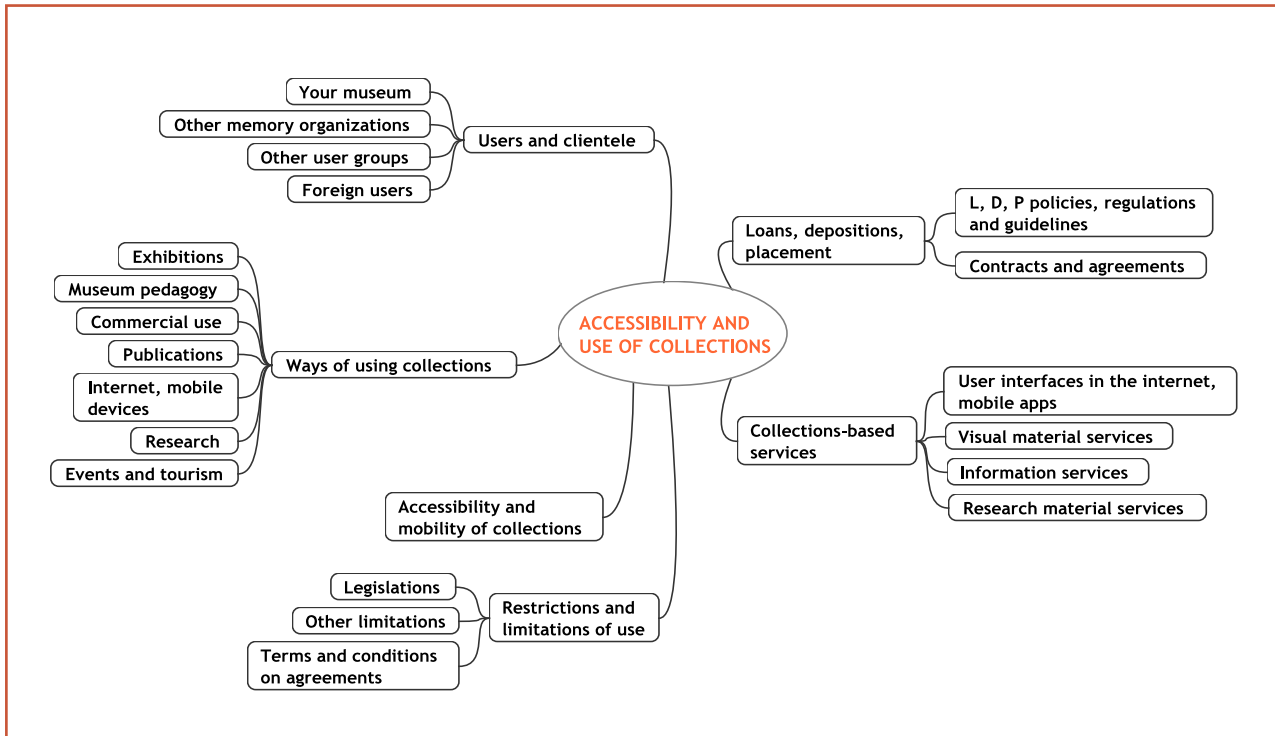 Your museum
Other memory organizations
Other user groups
Foreign users
Users and clientele
Exhibitions
Museum pedagogy
Commercial use
Publications
Internet, mobile
devices
Research
Events and tourism
Ways of using collections
Accessibility and
mobility of collections
Legislations
Other limitations
Terms and conditions
on agreements
Restrictions and
limitations of use
ACCESSIBILITY AND
USE OF COLLECTIONS
Loans, depositions,
placement
L, D, P policies, regulations
and guidelines
Contracts and agreements
Collections-based
services
User interfaces in the internet,
mobile apps
Visual material services
Information services
Research material services